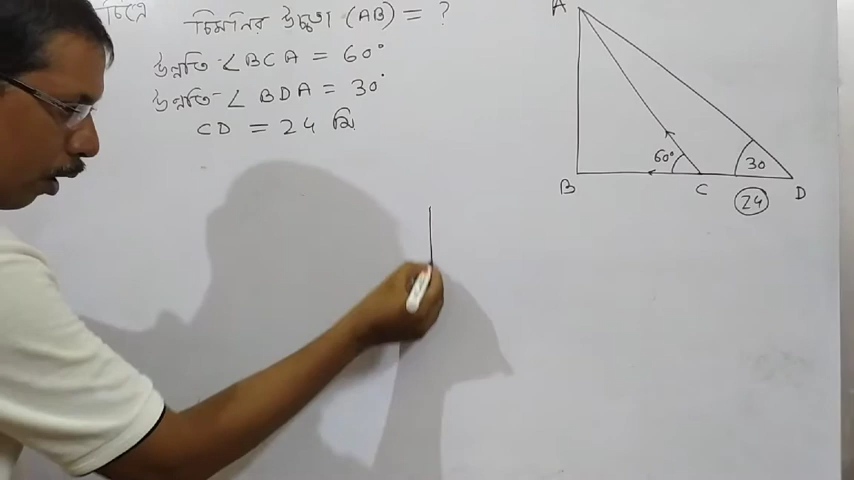 চিত্রে
চিমনির উচ্চতা (AB) = ?
উন্নতি ∠BCA = 60°
উন্নতি ∠BDA = 30°
CD = 24 মি
A
60°
30
B
C
24
D